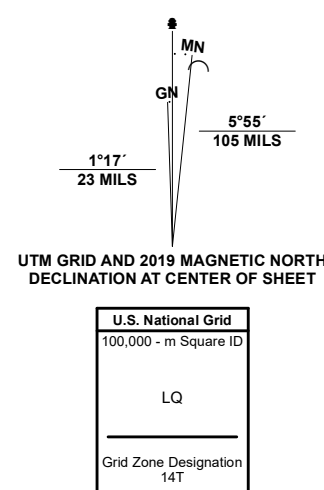 MN
GN
5°55´
105 MILS
1°17´
23 MILS
UTM GRID AND 2019 MAGNETIC NORTH
DECLINATION AT CENTER OF SHEET
U.S. National Grid
100,000 - m Square ID
LQ
Grid Zone Designation
14T